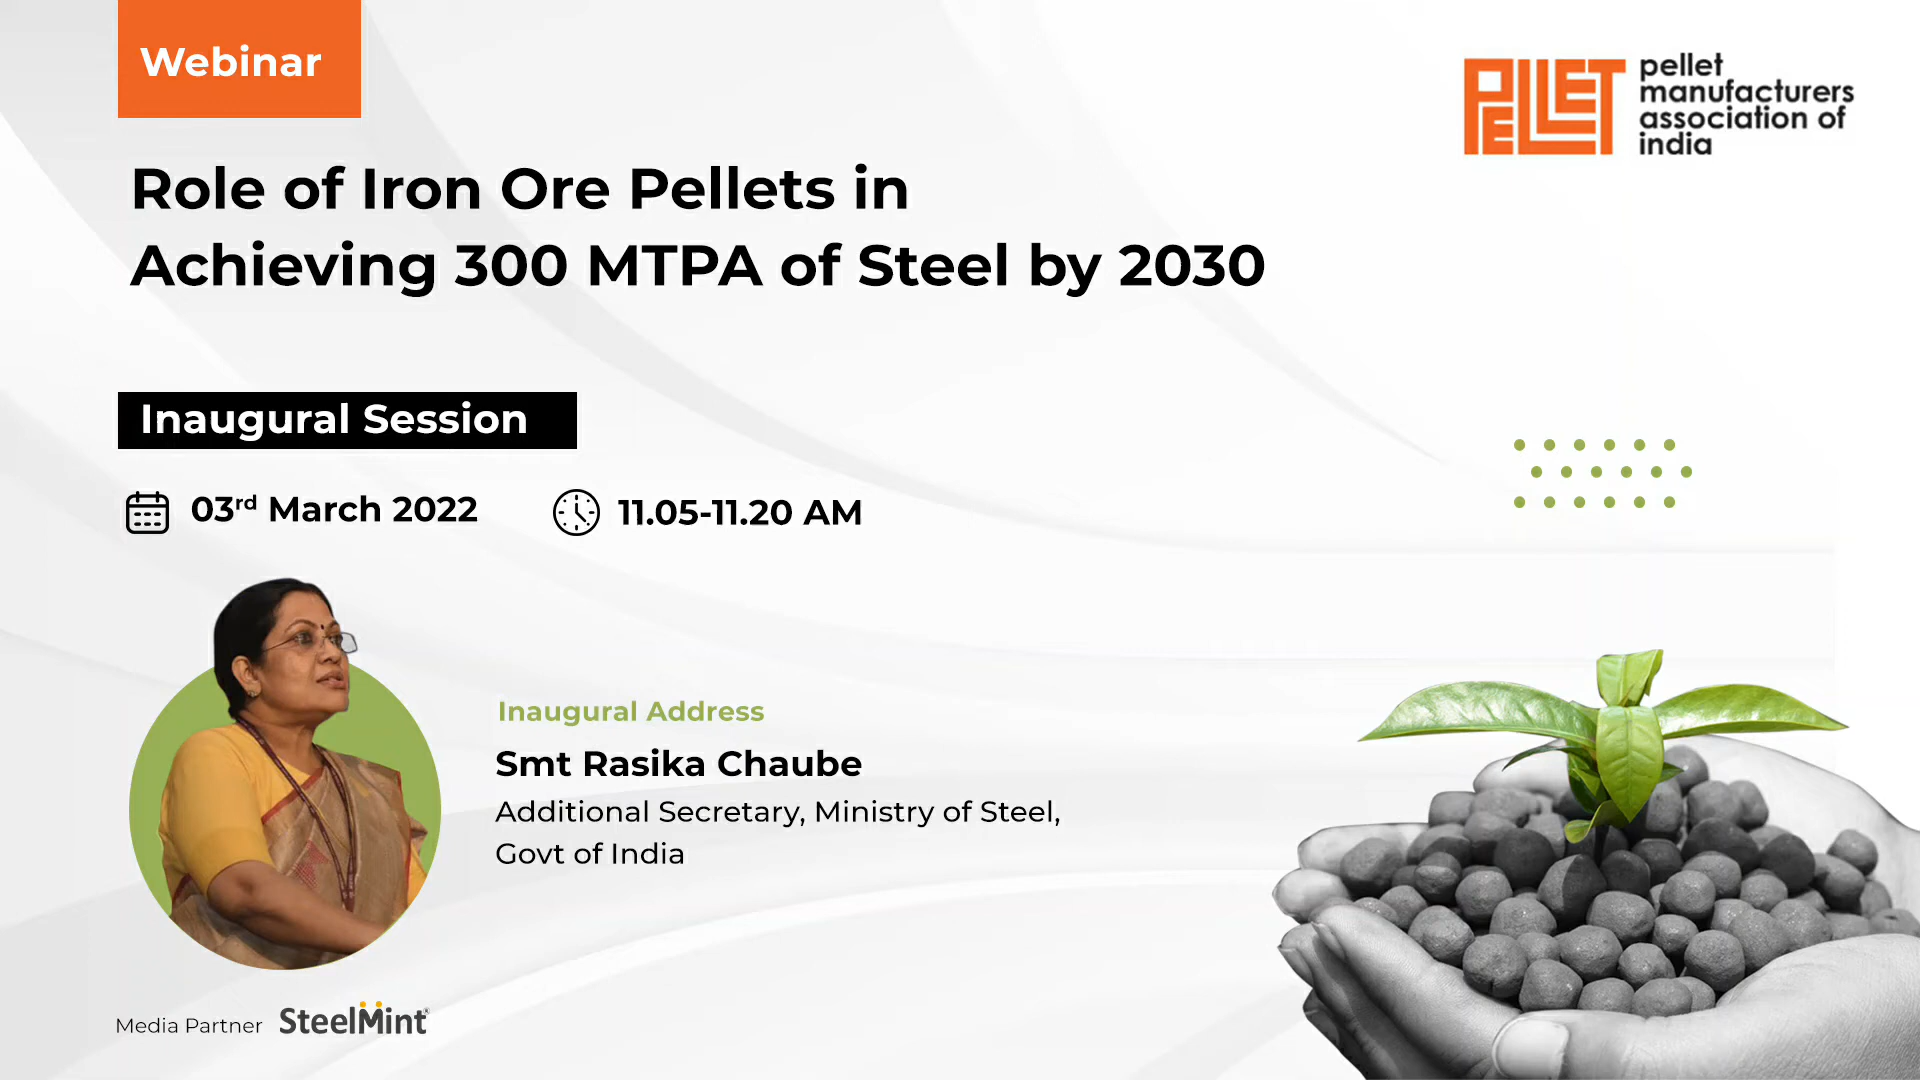 Webinar
PELLET
pellet
manufacturers
association of
india
Role of Iron Ore Pellets in
Achieving 300 MTPA of Steel by 2030
Inaugural Session
03rd March 2022
11.05-11.20 AM
Inaugural Address
Smt Rasika Chaube
Additional Secretary, Ministry of Steel,
Govt of India
Media Partner SteelMint®